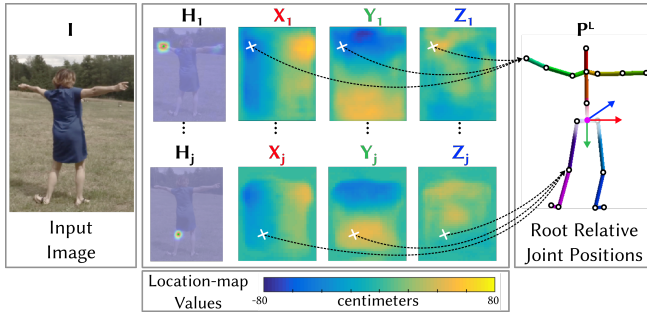 I
Input
Image
H₁ X₁ Y₁ Z₁
Hⱼ Xⱼ Yⱼ Zⱼ
Location-map
Values
-80 centimeters 80
Pᴸ
Root Relative
Joint Positions